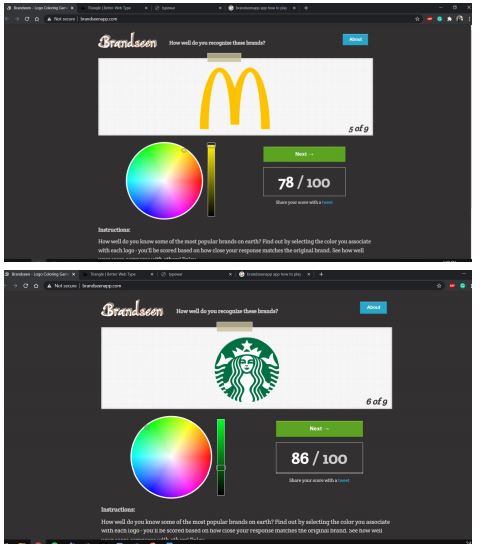 Brandseen - Logo Coloring Gam
Triangle | Better Web Type
typewar
brandseenapp app how to play
Not secure | brandseenapp.com
Brandseen
How well do you recognize these brands?
About
5 of 9
Next →
78 / 100
Share your score with a tweet
Instructions:
How well do you know some of the most popular brands on earth? Find out by selecting the color you associate
with each logo - you'll be scored based on how close your response matches the original brand. See how well
Brandseen - Logo Coloring Gam
Triangle | Better Web Type
typewar
brandseenapp app how to play
Not secure | brandseenapp.com
Brandseen
How well do you recognize these brands?
About
6 of 9
Next →
86 / 100
Share your score with a tweet
Instructions:
How well do you know some of the most popular brands on earth? Find out by selecting the color you associate
with each logo - you'll be scored based on how close your response matches the original brand. See how well